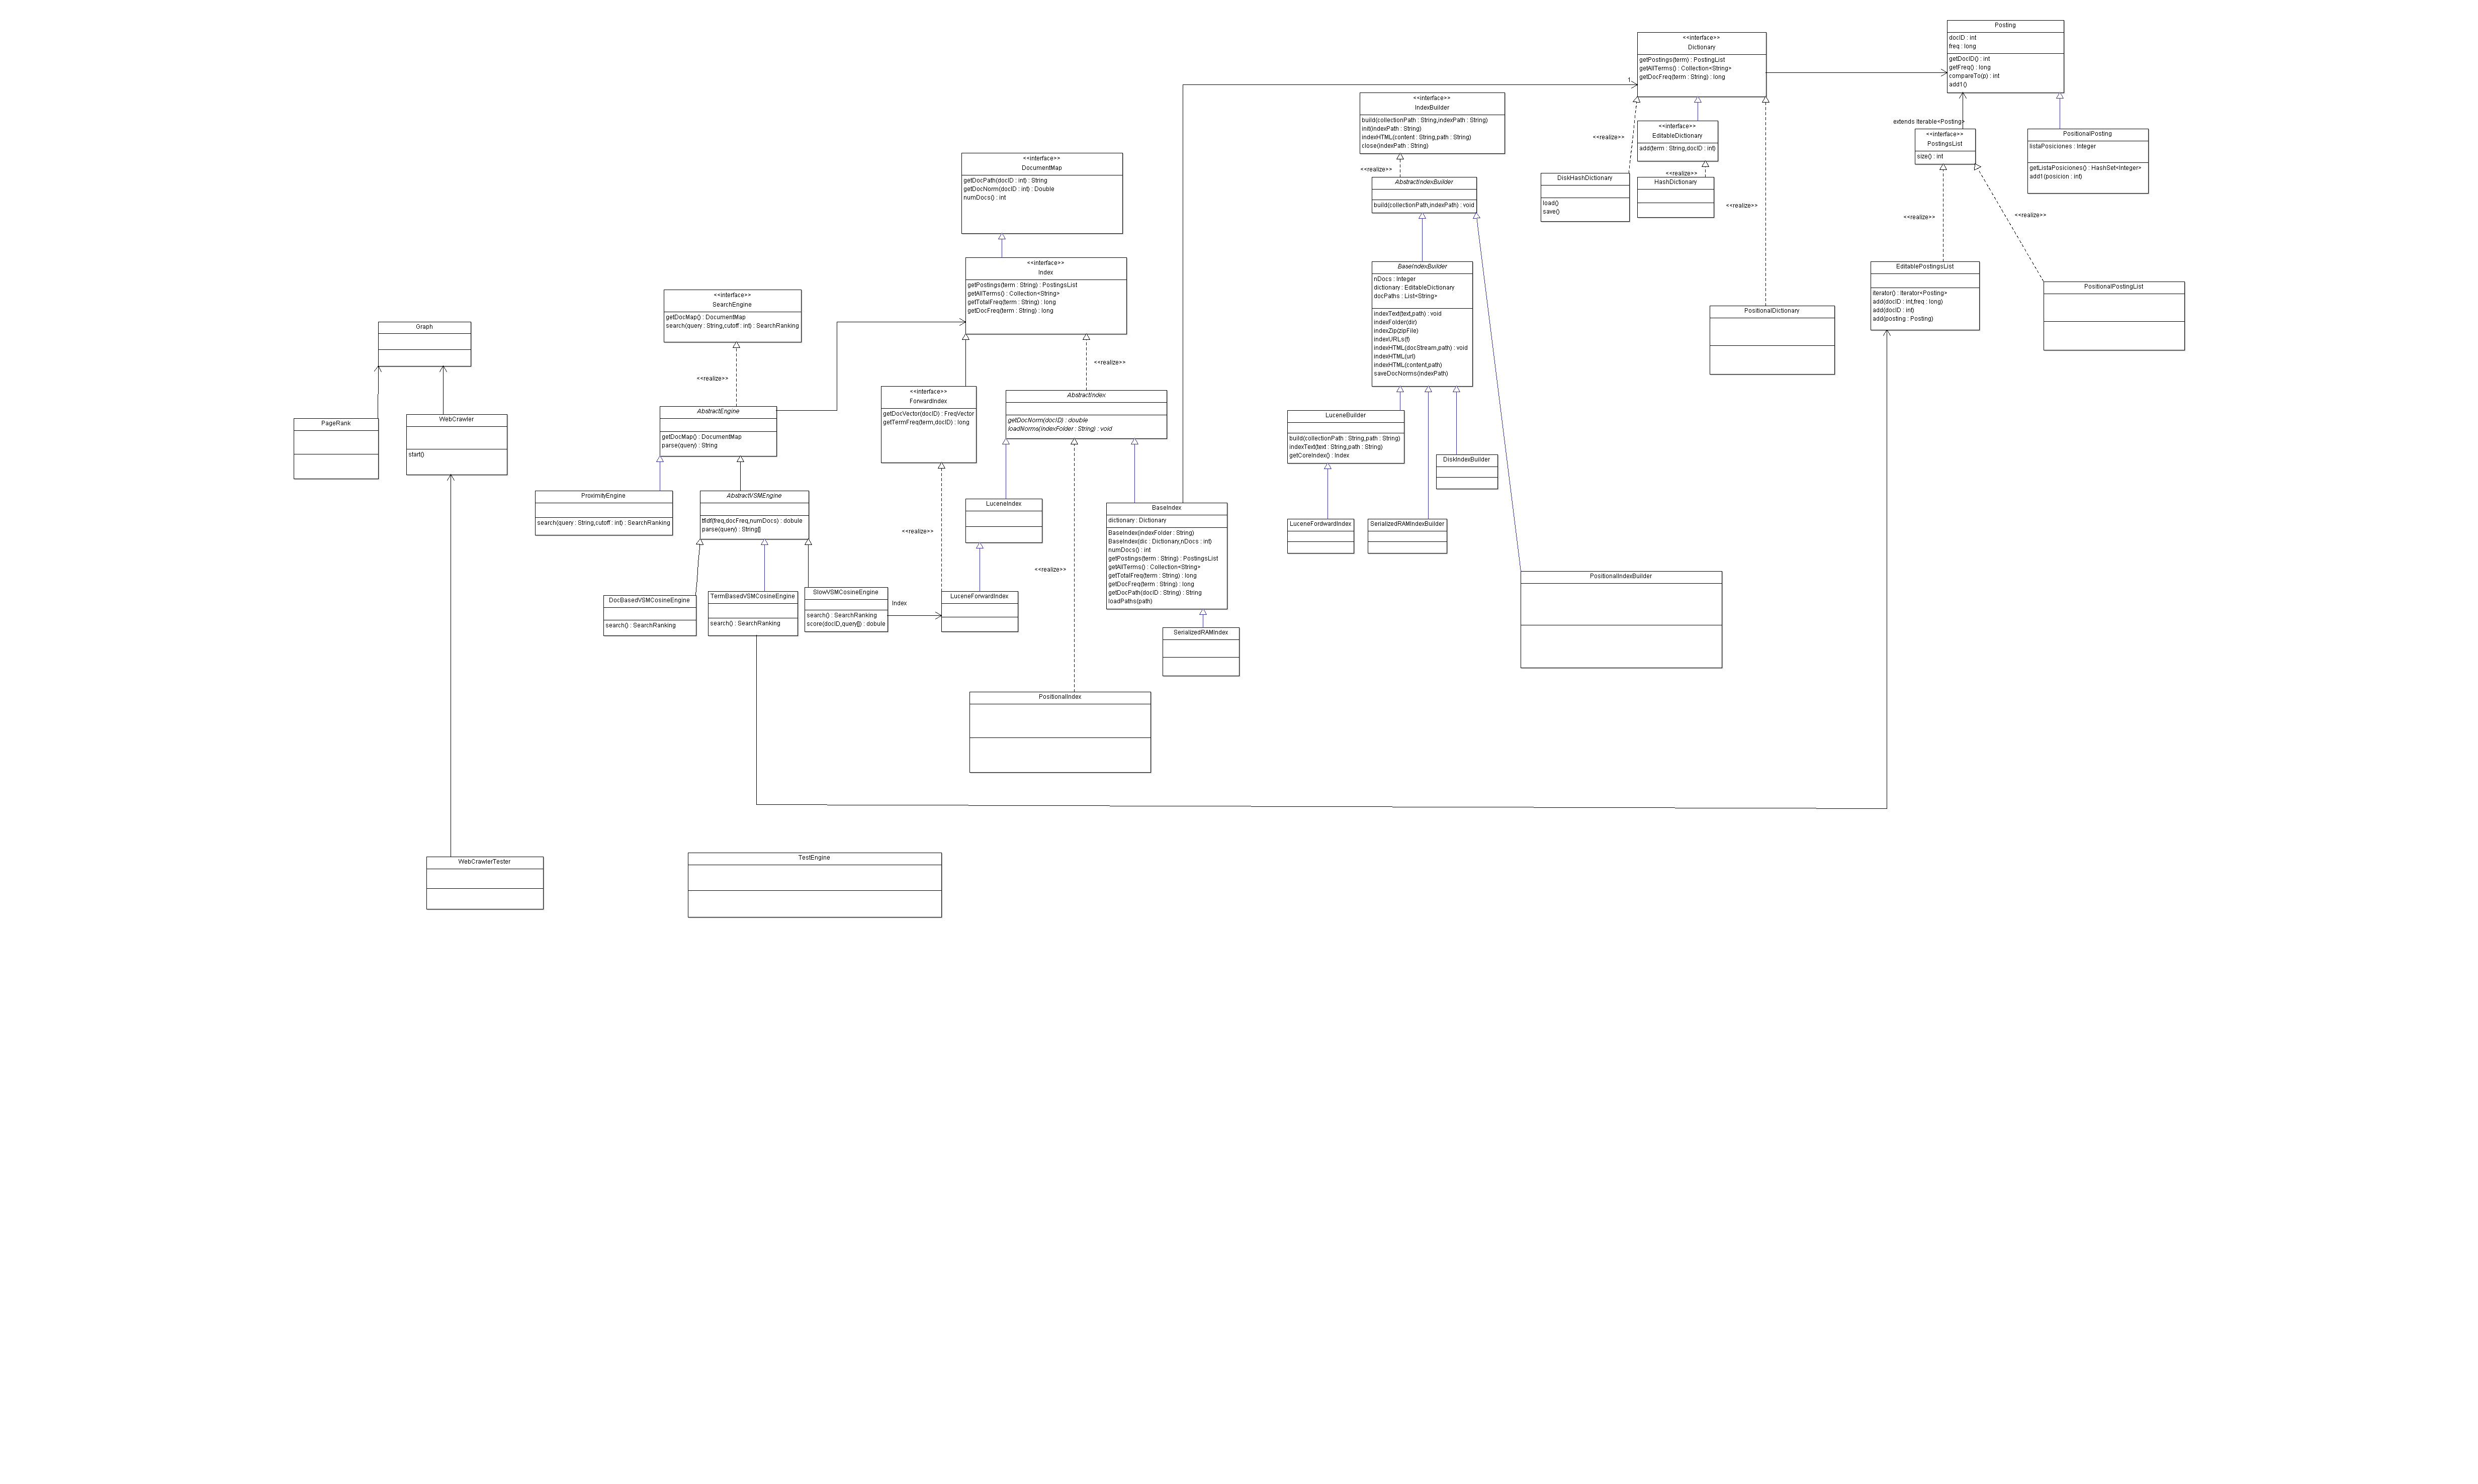 Graph
PageRank
WebCrawler
start()
WebCrawlerTester
<<interface>>
SearchEngine
getDocMap() : DocumentMap
search(query : String,cutoff : int) : SearchRanking
<<realize>>
AbstractEngine
getDocMap() : DocumentMap
parse(query) : String
ProximityEngine
search(query : String,cutoff : int) : SearchRanking
AbstractVSMEngine
tfidf(freq,docFreq,numDocs) : dobule
parse(query) : String[]
DocBasedVSMCosineEngine
search() : SearchRanking
TermBasedVSMCosineEngine
search() : SearchRanking
SlowVSMCosineEngine
search() : SearchRanking
score(docID,query[]) : dobule
Index
TestEngine
<<interface>>
DocumentMap
getDocPath(docID : int) : String
getDocNorm(docID : int) : Double
numDocs() : int
<<interface>>
Index
getPostings(term : String) : PostingsList
getAllTerms() : Collection<String>
getTotalFreq(term : String) : long
getDocFreq(term : String) : long
<<interface>>
ForwardIndex
getDocVector(docID) : FreqVector
getTermFreq(term,docID) : long
<<realize>>
AbstractIndex
getDocNorm(docID) : double
loadNorms(indexFolder : String) : void
<<realize>>
LuceneIndex
LuceneForwardIndex
<<realize>>
PositionalIndex
BaseIndex
dictionary : Dictionary
BaseIndex(indexFolder : String)
BaseIndex(dic : Dictionary,nDocs : int)
numDocs() : int
getPostings(term : String) : PostingsList
getAllTerms() : Collection<String>
getTotalFreq(term : String) : long
getDocFreq(term : String) : long
getDocPath(docID : String) : String
loadPaths(path)
SerializedRAMIndex
<<interface>>
IndexBuilder
build(collectionPath : String,indexPath : String)
init(indexPath : String)
indexHTML(content : String,path : String)
close(indexPath : String)
<<realize>>
AbstractIndexBuilder
build(collectionPath,indexPath) : void
BaseIndexBuilder
nDocs : Integer
dictionary : EditableDictionary
docPaths : List<String>
indexText(text,path) : void
indexFolder(dir)
indexZip(zipFile)
indexURLs(f)
indexHTML(docStream,path) : void
indexHTML(url)
indexHTML(content,path)
saveDocNorms(indexPath)
LuceneBuilder
build(collectionPath : String,path : String)
indexText(text : String,path : String)
getCoreIndex() : Index
DiskIndexBuilder
LuceneFordwardIndex
SerializedRAMIndexBuilder
PositionalIndexBuilder
<<interface>>
Dictionary
getPostings(term) : PostingList
getAllTerms() : Collection<String>
getDocFreq(term : String) : long
1
<<realize>>
<<interface>>
EditableDictionary
add(term : String,docID : int)
<<realize>>
DiskHashDictionary
load()
save()
HashDictionary
<<realize>>
PositionalDictionary
Posting
docID : int
freq : long
getDocID() : int
getFreq() : long
compareTo(p) : int
add1()
extends Iterable<Posting>
<<interface>>
PostingsList
size() : int
PositionalPosting
listaPosiciones : Integer
getListaPosiciones() : HashSet<Integer>
add1(posicion : int)
<<realize>>
<<realize>>
EditablePostingsList
iterator() : Iterator<Posting>
add(docID : int,freq : long)
add(docID : int)
add(posting : Posting)
PositionalPostingList